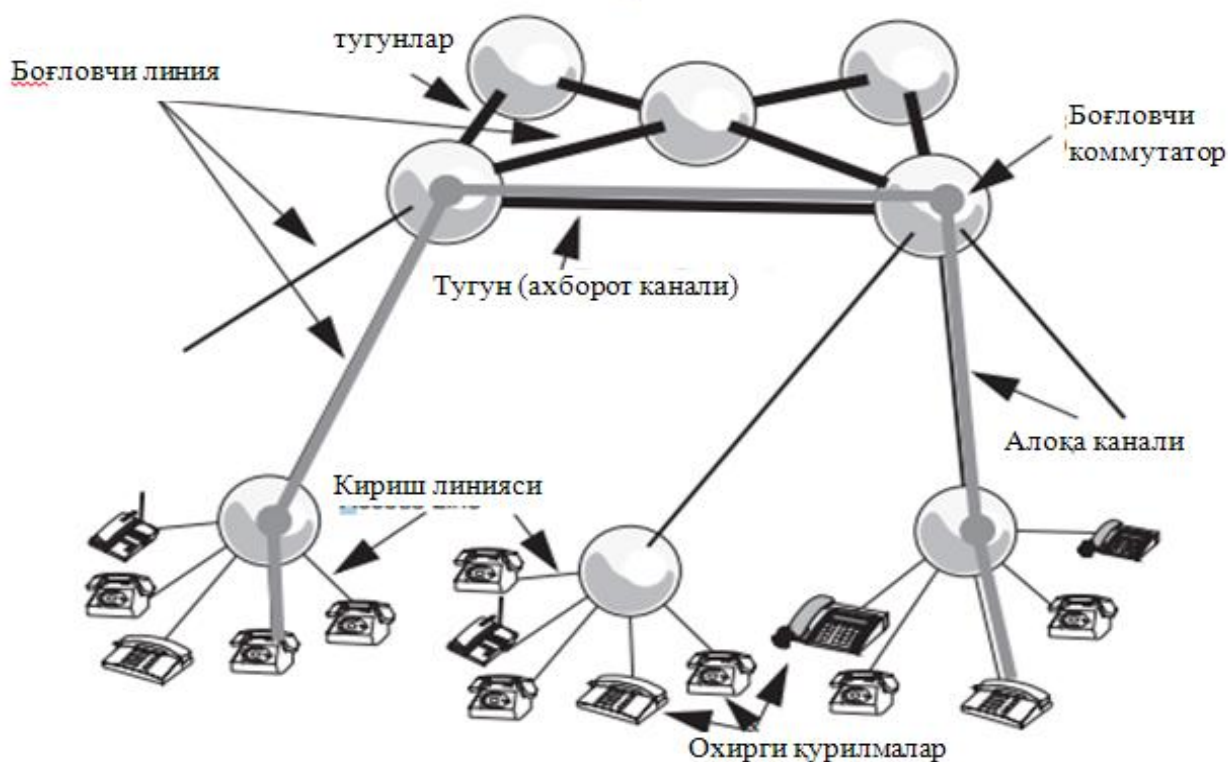 тугунлар
Боғловчи линия
Боғловчи
коммутатор
Тугун (ахборот канали)
Алоқа канали
Кириш линияси
Охирги қурилмалар